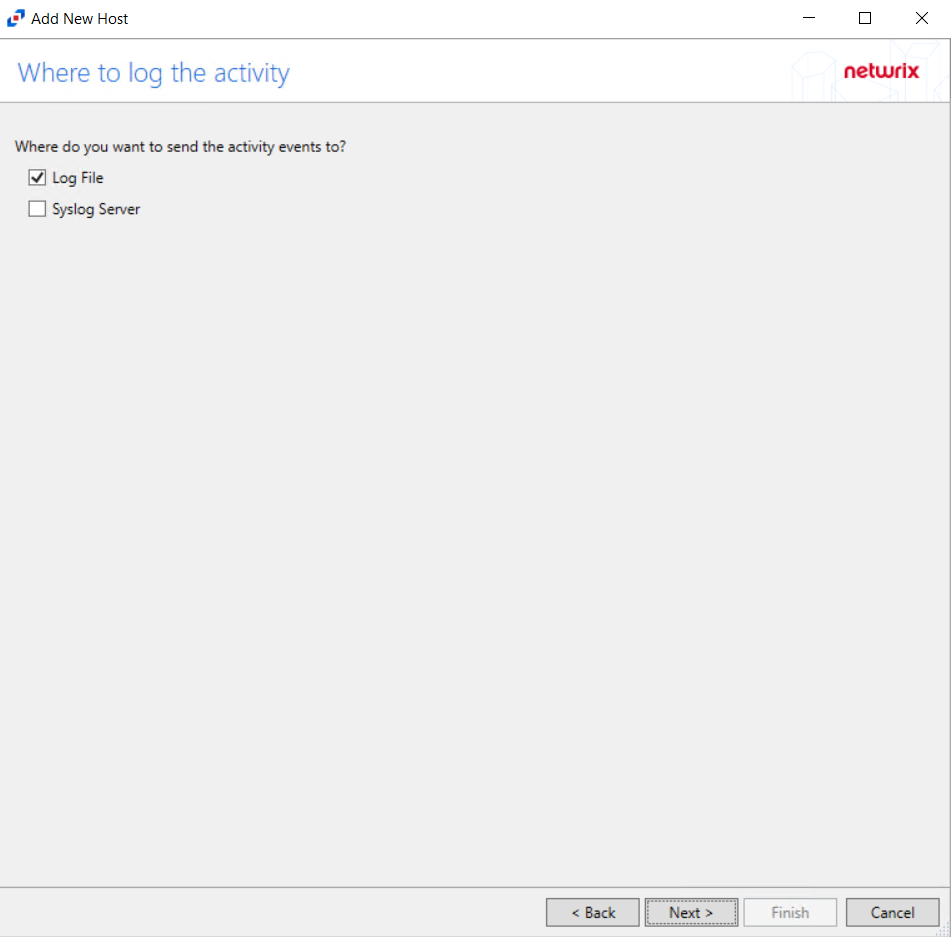 Add New Host
Where to log the activity
netwrix
Where do you want to send the activity events to?
Log File
Syslog Server
< Back Next > Finish Cancel